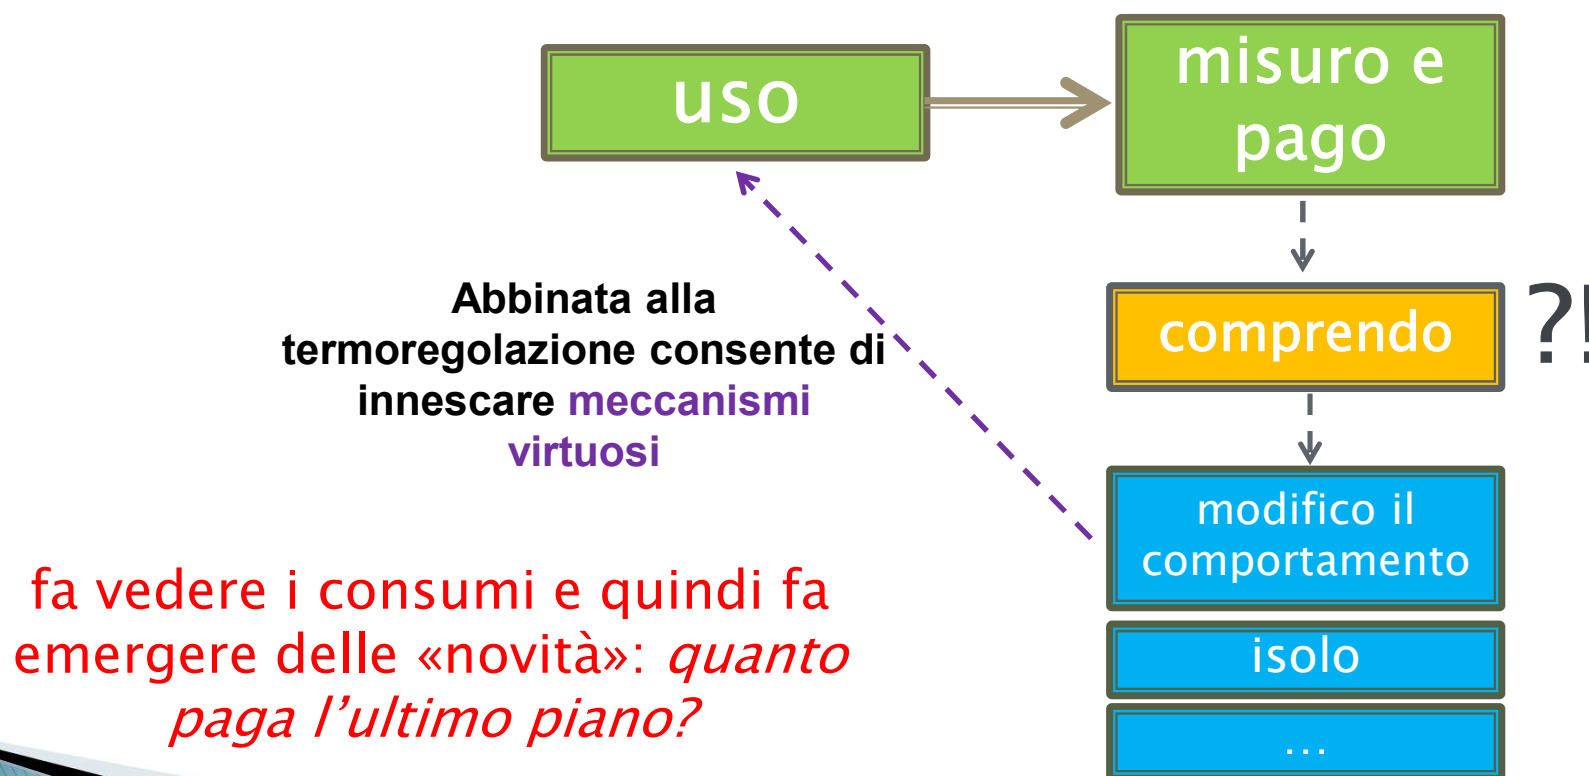 uso
misuro e
pago
Abbinata alla
termoregolazione consente di
innescare meccanismi
virtuosi
comprendo
?!
modifico il
comportamento
isolo
...
fa vedere i consumi e quindi fa
emergere delle «novità»: quanto
paga l’ultimo piano?